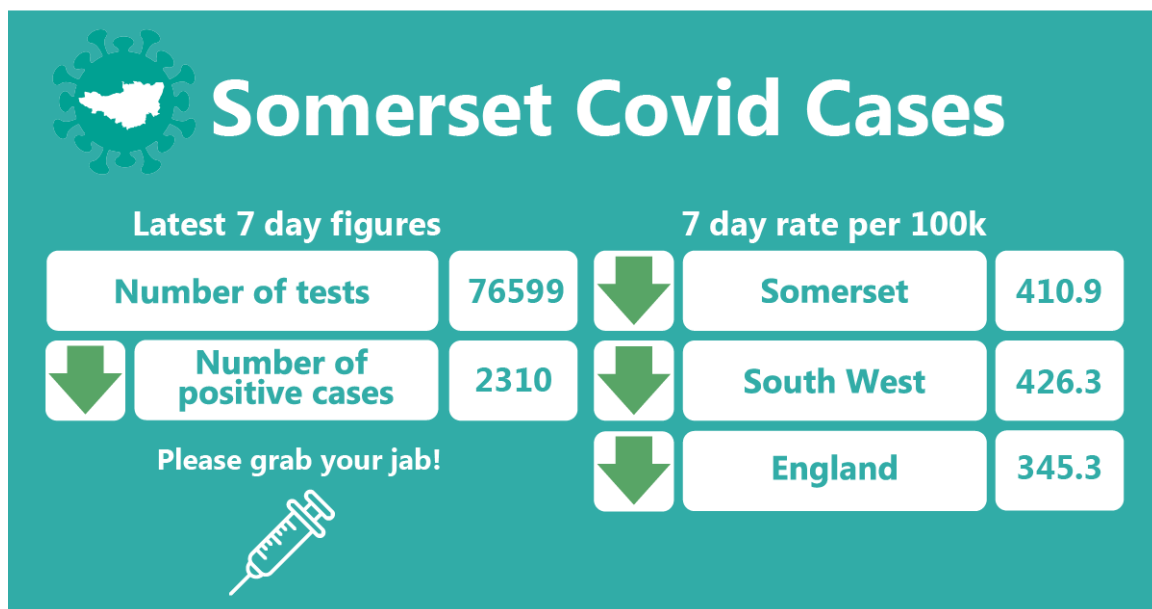 Somerset Covid Cases
Latest 7 day figures
Number of tests
76599
Number of
positive cases
2310
Please grab your jab!
7 day rate per 100k
Somerset
410.9
South West
426.3
England
345.3